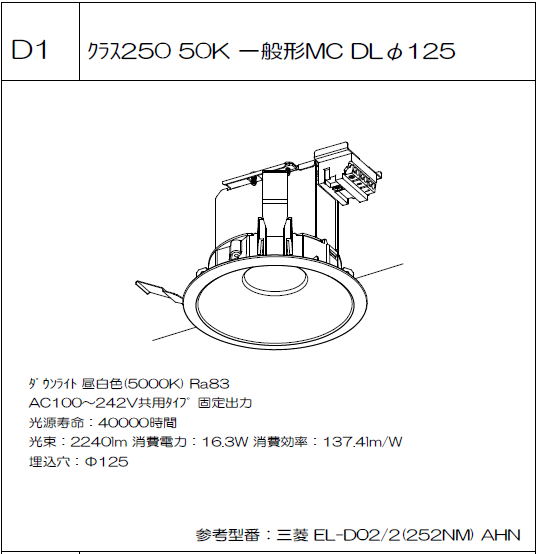 D1
ｸﾗｽ250 50K 一般形MC DLφ125
ﾀﾞｳﾝﾗｲﾄ 昼白色(5000K) Ra83
AC100～242V共用ﾀｲﾌﾟ 固定出力
光源寿命：40000時間
光束：2240lm 消費電力：16.3W 消費効率：137.4lm/W
埋込穴：Φ125
参考型番：三菱 EL-D02/2(252NM) AHN